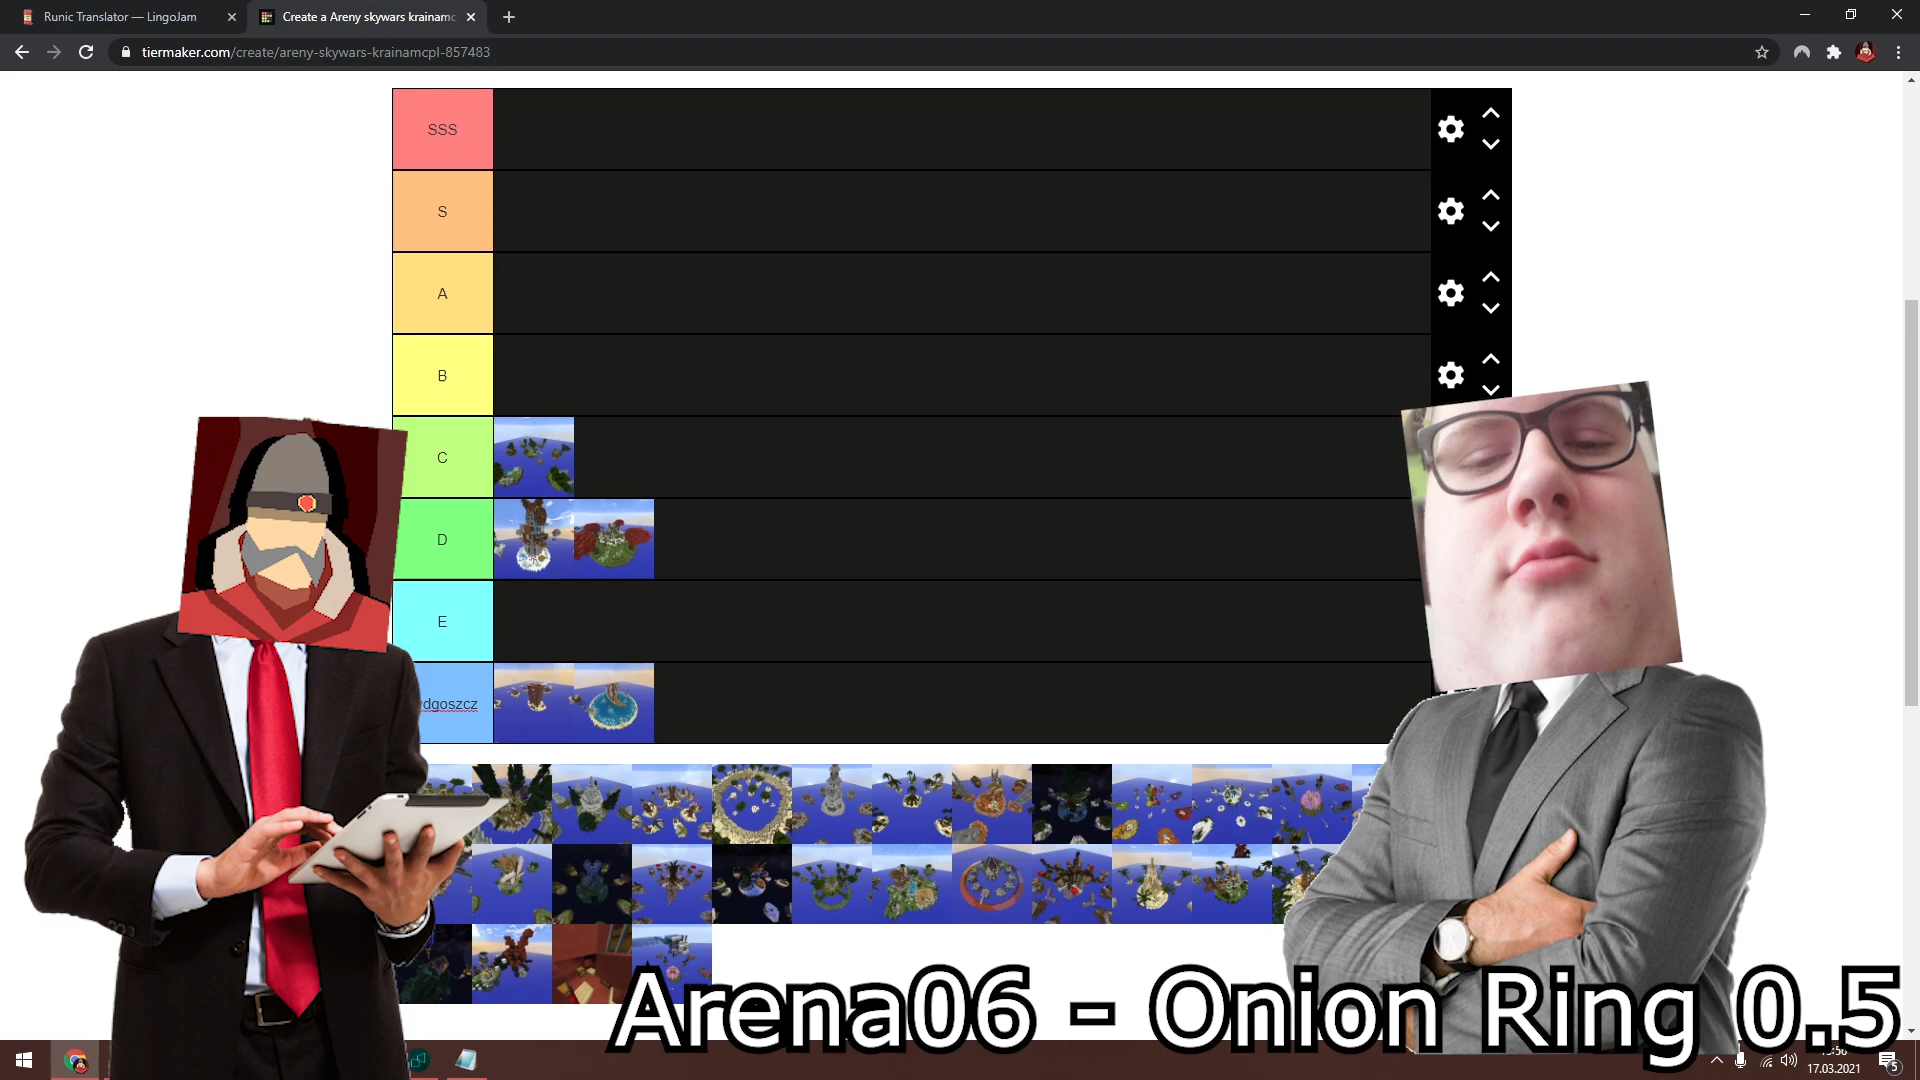 Runic Translator — LingoJam
Create a Areny skywars krainamc
tiermaker.com/create/areny-skywars-krainamcpl-857483
SSS
S
A
B
C
D
E
dgoszcz
Arena06 - Onion Ring 0.5
17.03.2021
5